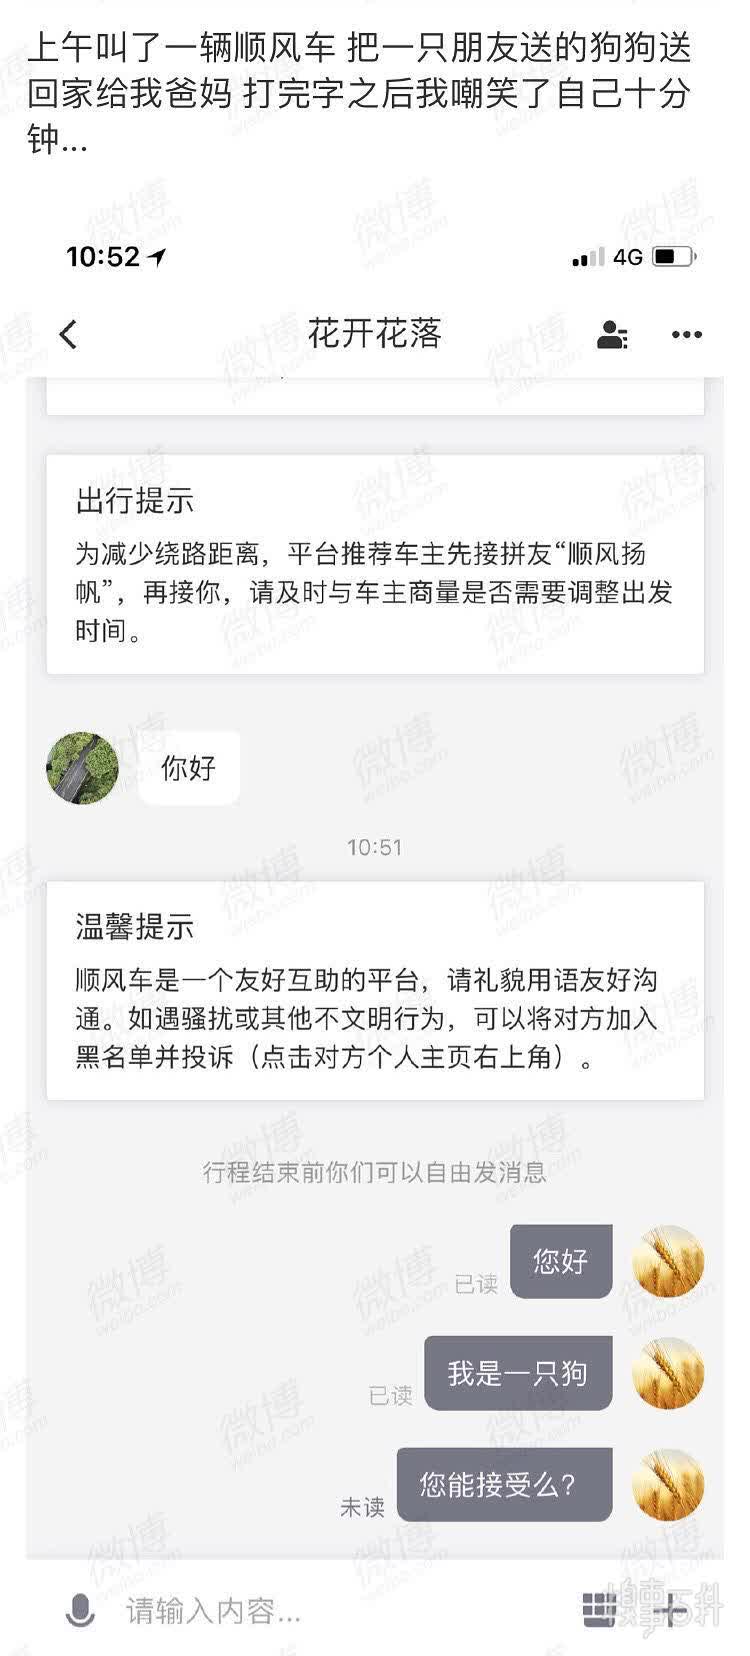 上午叫了一辆顺风车 把一只朋友送的狗狗送
回家给我爸妈 打完字之后我嘲笑了自己十分
钟...
10:52
4G
花开花落
出行提示
为减少绕路距离，平台推荐车主先接拼友“顺风扬
帆”，再接你，请及时与车主商量是否需要调整出发
时间。
你好
10:51
温馨提示
顺风车是一个友好互助的平台，请礼貌用语友好沟
通。如遇骚扰或其他不文明行为，可以将对方加入
黑名单并投诉（点击对方个人主页右上角）。
行程结束前你们可以自由发消息
已读
您好
已读
我是一只狗
未读
您能接受么？
请输入内容...
糗事百科
微博
weibo.com